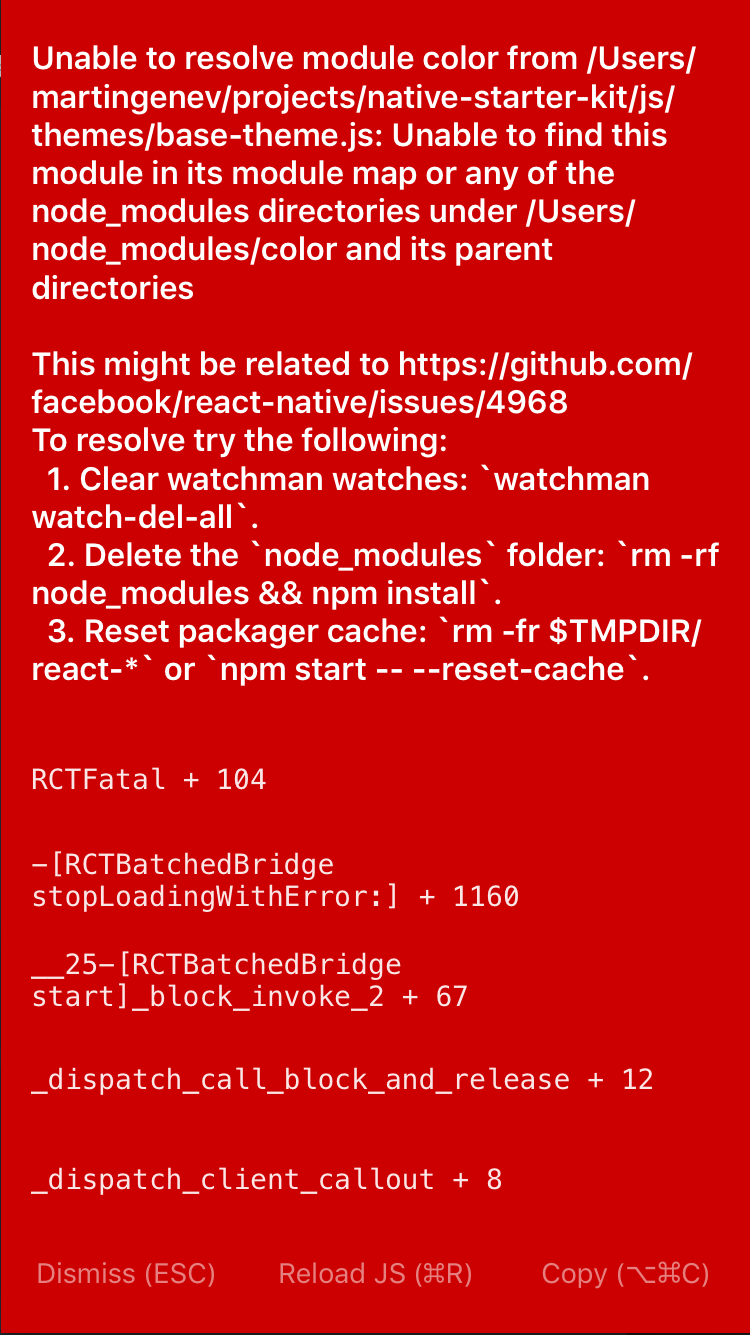 Unable to resolve module color from /Users/
martingenev/projects/native-starter-kit/js/
themes/base-theme.js: Unable to find this
module in its module map or any of the
node_modules directories under /Users/
node_modules/color and its parent
directories
This might be related to https://github.com/
facebook/react-native/issues/4968
To resolve try the following:
1. Clear watchman watches: `watchman
watch-del-all`.
2. Delete the `node_modules` folder: `rm -rf
node_modules && npm install`.
3. Reset packager cache: `rm -fr $TMPDIR/
react-*` or `npm start -- --reset-cache`.
RCTFatal + 104
-[RCTBatchedBridge
stopLoadingWithError:] + 1160
__25-[RCTBatchedBridge
start]_block_invoke_2 + 67
_dispatch_call_block_and_release + 12
_dispatch_client_callout + 8
Dismiss (ESC) Reload JS (⌘R) Copy (⌥⌘C)